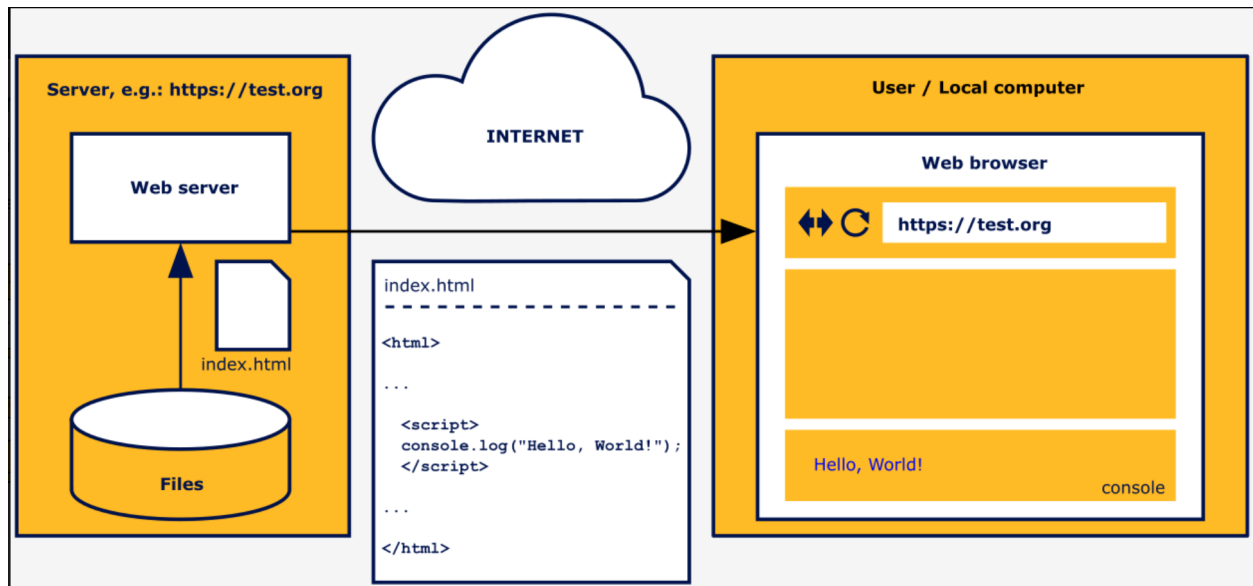 Server, e.g.: https://test.org
Web server
index.html
Files
INTERNET
index.html
<html>
...
<script>
console.log("Hello, World!");
</script>
...
</html>
User / Local computer
Web browser
https://test.org
Hello, World!
console